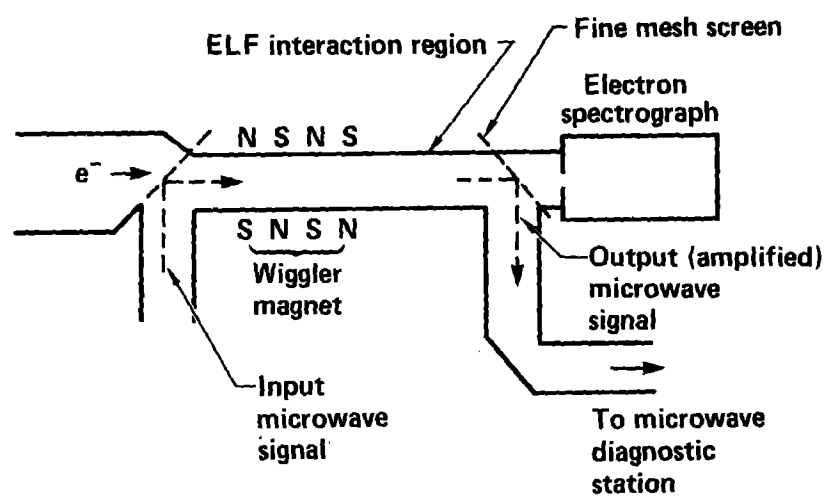 ELF interaction region
Fine mesh screen
Electron
spectrograph
N S N S
e⁻
S N S N
Wiggler
magnet
Output (amplified)
microwave
signal
Input
microwave
signal
To microwave
diagnostic
station